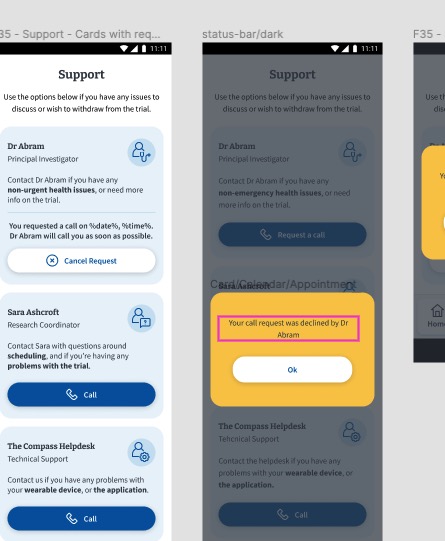 35 - Support - Cards with req...
11:11
Support
Use the options below if you have any issues to
discuss or wish to withdraw from the trial.
Dr Abram
Principal Investigator
Contact Dr Abram if you have any
non-urgent health issues, or need more
info on the trial.
You requested a call on %date%, %time%.
Dr Abram will call you as soon as possible.
Cancel Request
Sara Ashcroft
Research Coordinator
Contact Sara with questions around
scheduling, and if you're having any
problems with the trial.
Call
The Compass Helpdesk
Technical Support
Contact us if you have any problems with
your wearable device, or the application.
Call
status-bar/dark
11:11
Support
Use the options below if you have any issues to
discuss or wish to withdraw from the trial.
Dr Abram
Principal Investigator
Contact Dr Abram if you have any
non-emergency health issues, or need
more info on the trial.
Request a call
Sara Ashcroft
Card/Calendar/Appointment
Your call request was declined by Dr
Abram
Ok
The Compass Helpdesk
Tehcnical Support
Contact the helpdesk if you have any
problems with your wearable device, or
the application.
Call
F35 -
Use th
Home